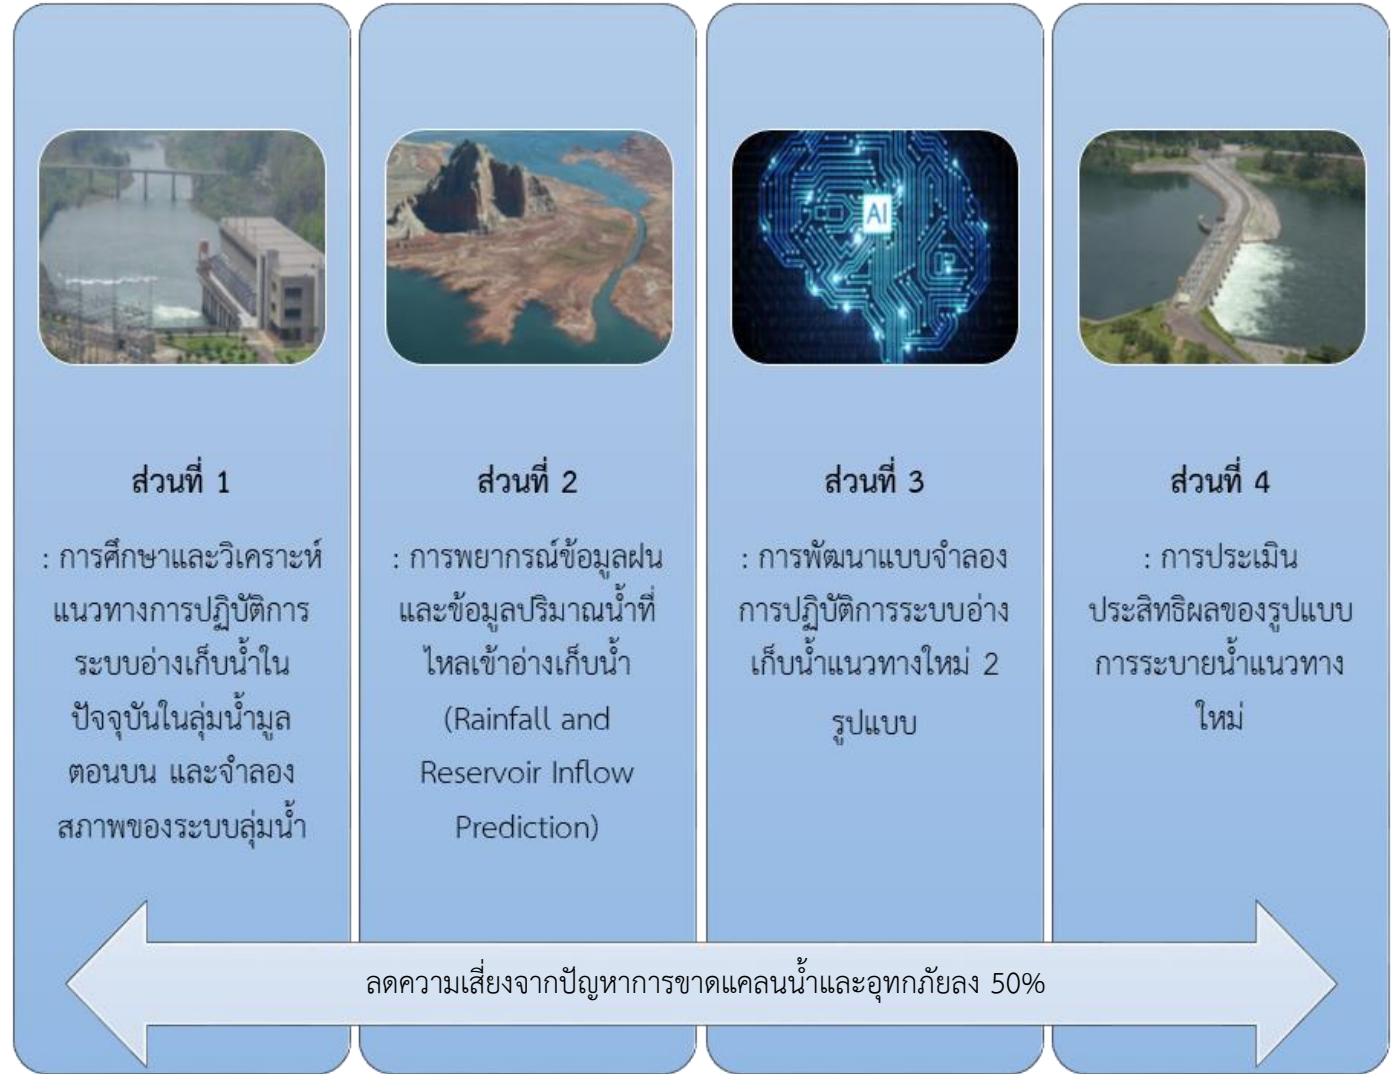 AI
ส่วนที่ 1
: การศึกษาและวิเคราะห์
แนวทางการปฏิบัติการ
ระบบอ่างเก็บน้ำใน
ปัจจุบันในลุ่มน้ำมูล
ตอนบน และจำลอง
สภาพของระบบลุ่มน้ำ
ส่วนที่ 2
: การพยากรณ์ข้อมูลฝน
และข้อมูลปริมาณน้ำที่
ไหลเข้าอ่างเก็บน้ำ
(Rainfall and
Reservoir Inflow
Prediction)
ส่วนที่ 3
: การพัฒนาแบบจำลอง
การปฏิบัติการระบบอ่าง
เก็บน้ำแนวทางใหม่ 2
รูปแบบ
ส่วนที่ 4
: การประเมิน
ประสิทธิผลของรูปแบบ
การระบายน้ำแนวทาง
ใหม่
ลดความเสี่ยงจากปัญหาการขาดแคลนน้ำและอุทกภัยลง 50%